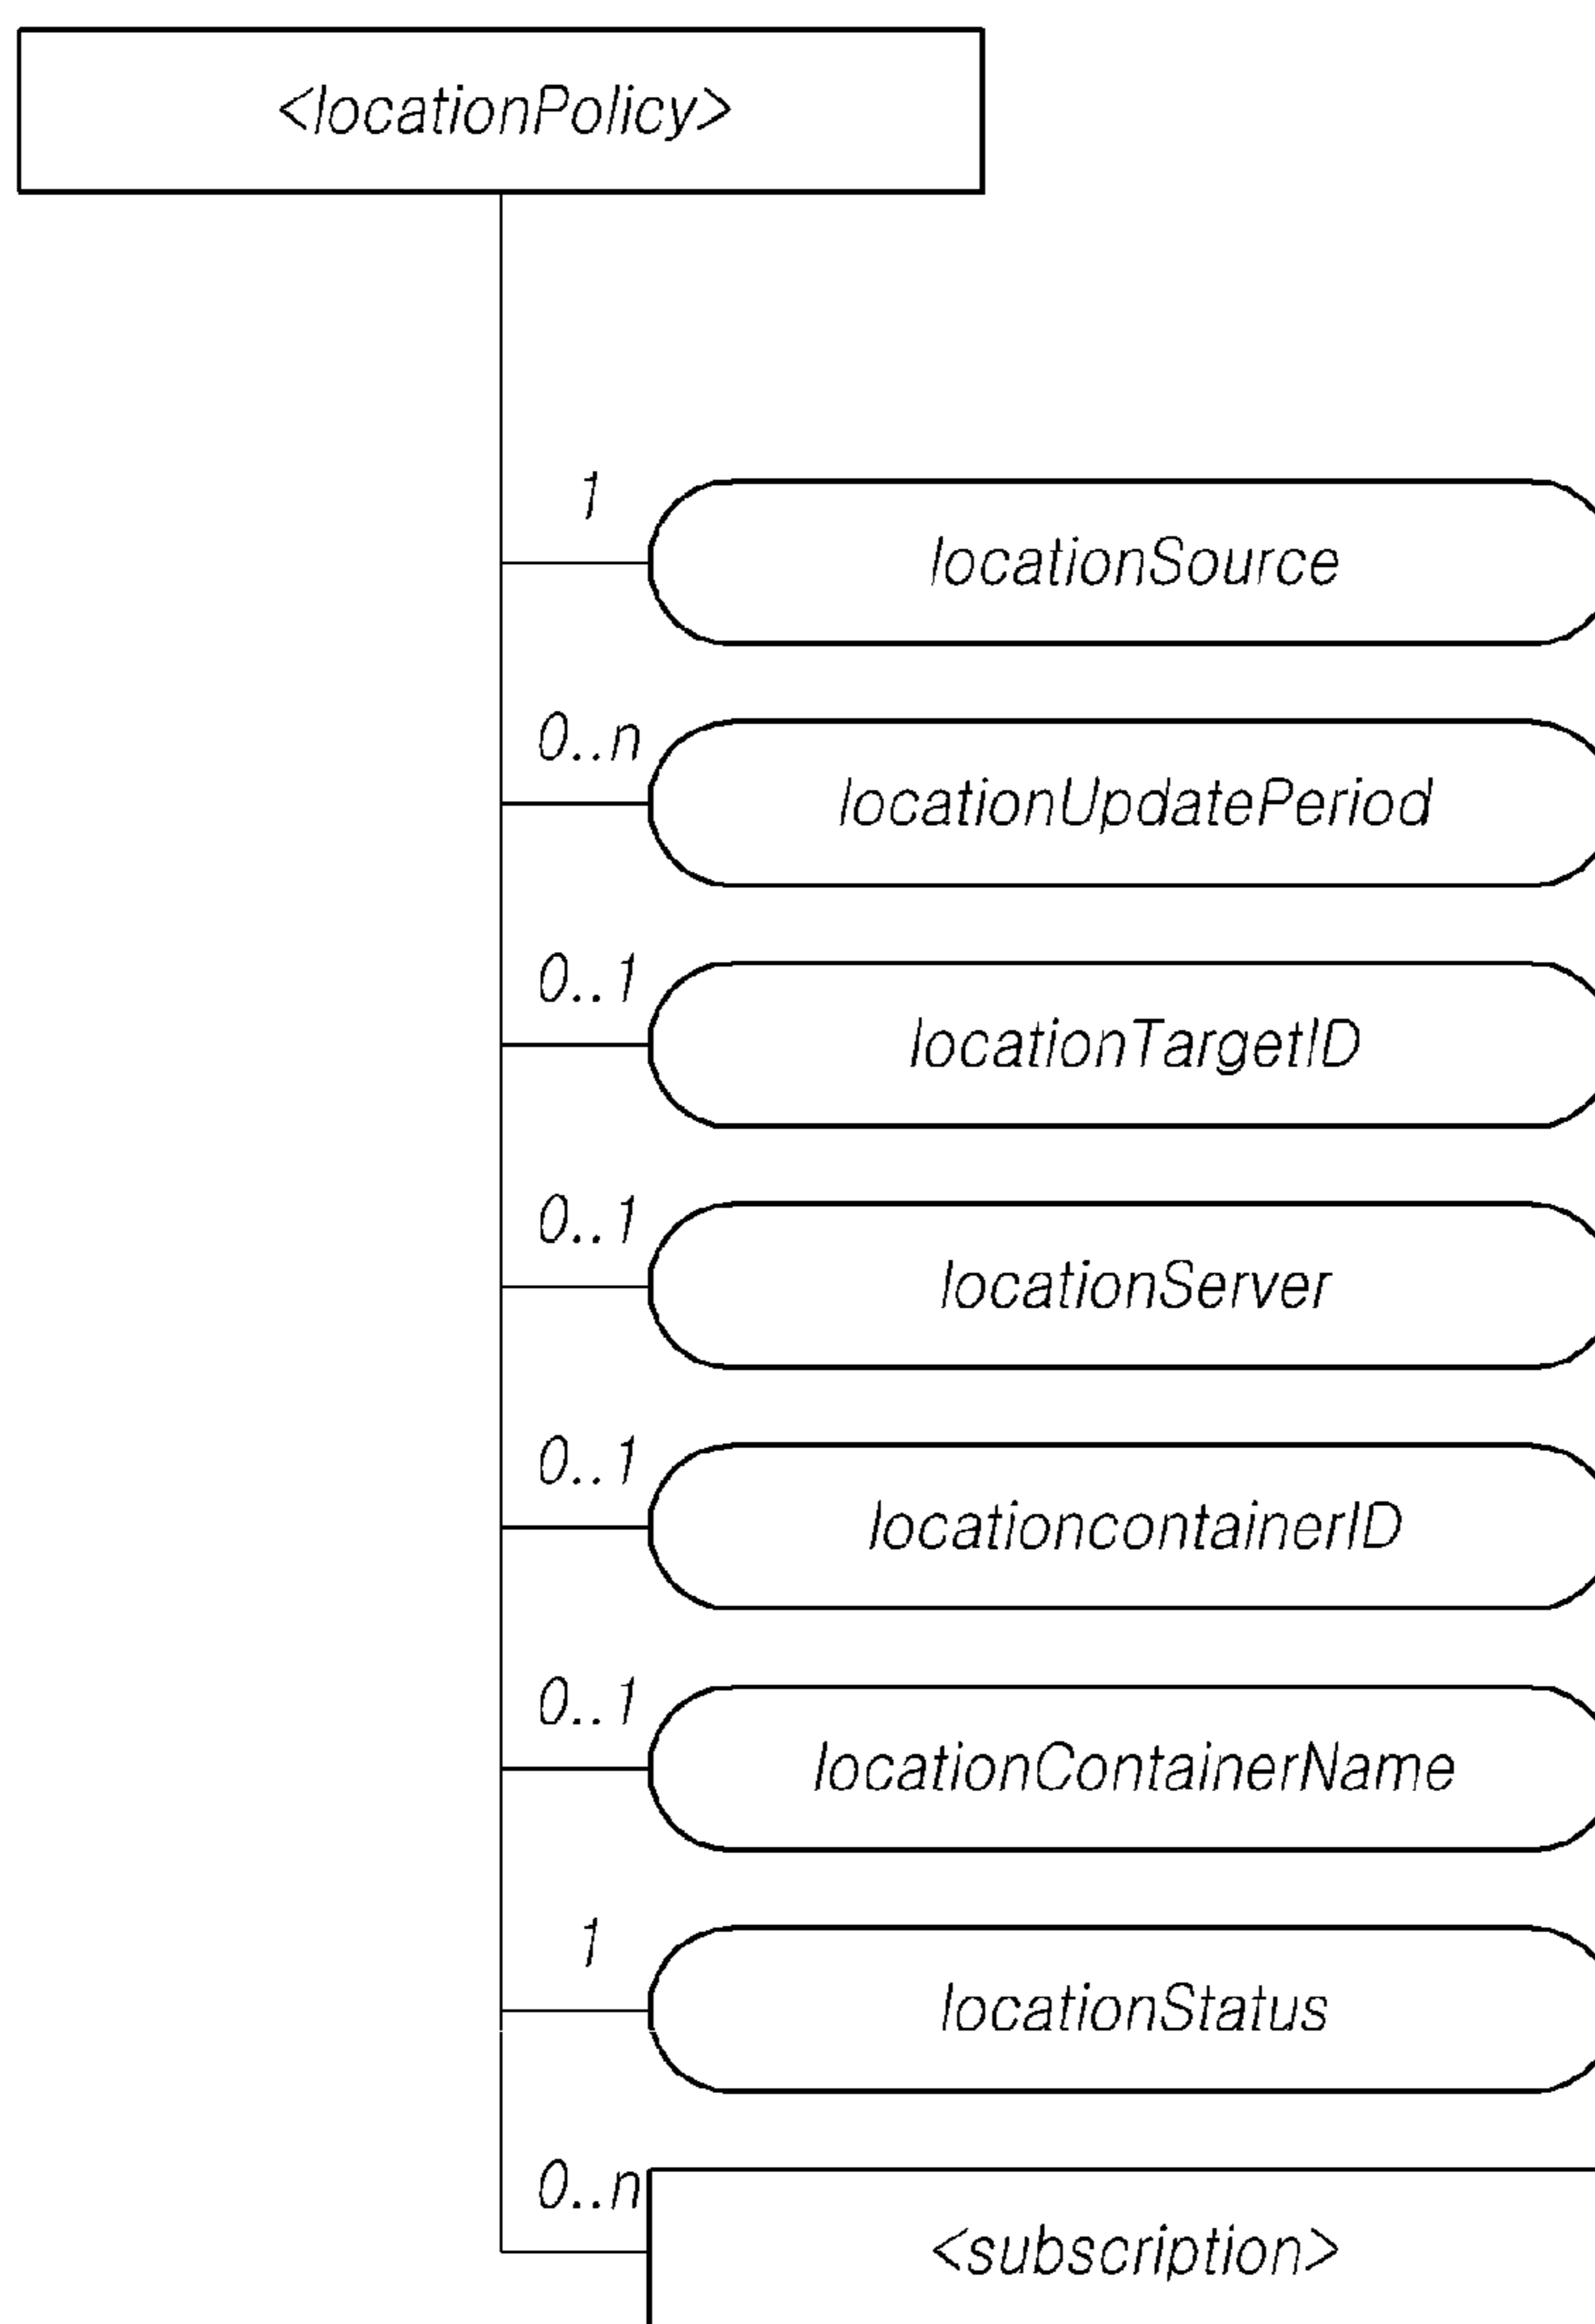 <locationPolicy>
1
locationSource
0..n
locationUpdatePeriod
0..1
locationTargetID
0..1
locationServer
0..1
locationcontainerID
0..1
locationContainerName
1
locationStatus
0..n
<subscription>